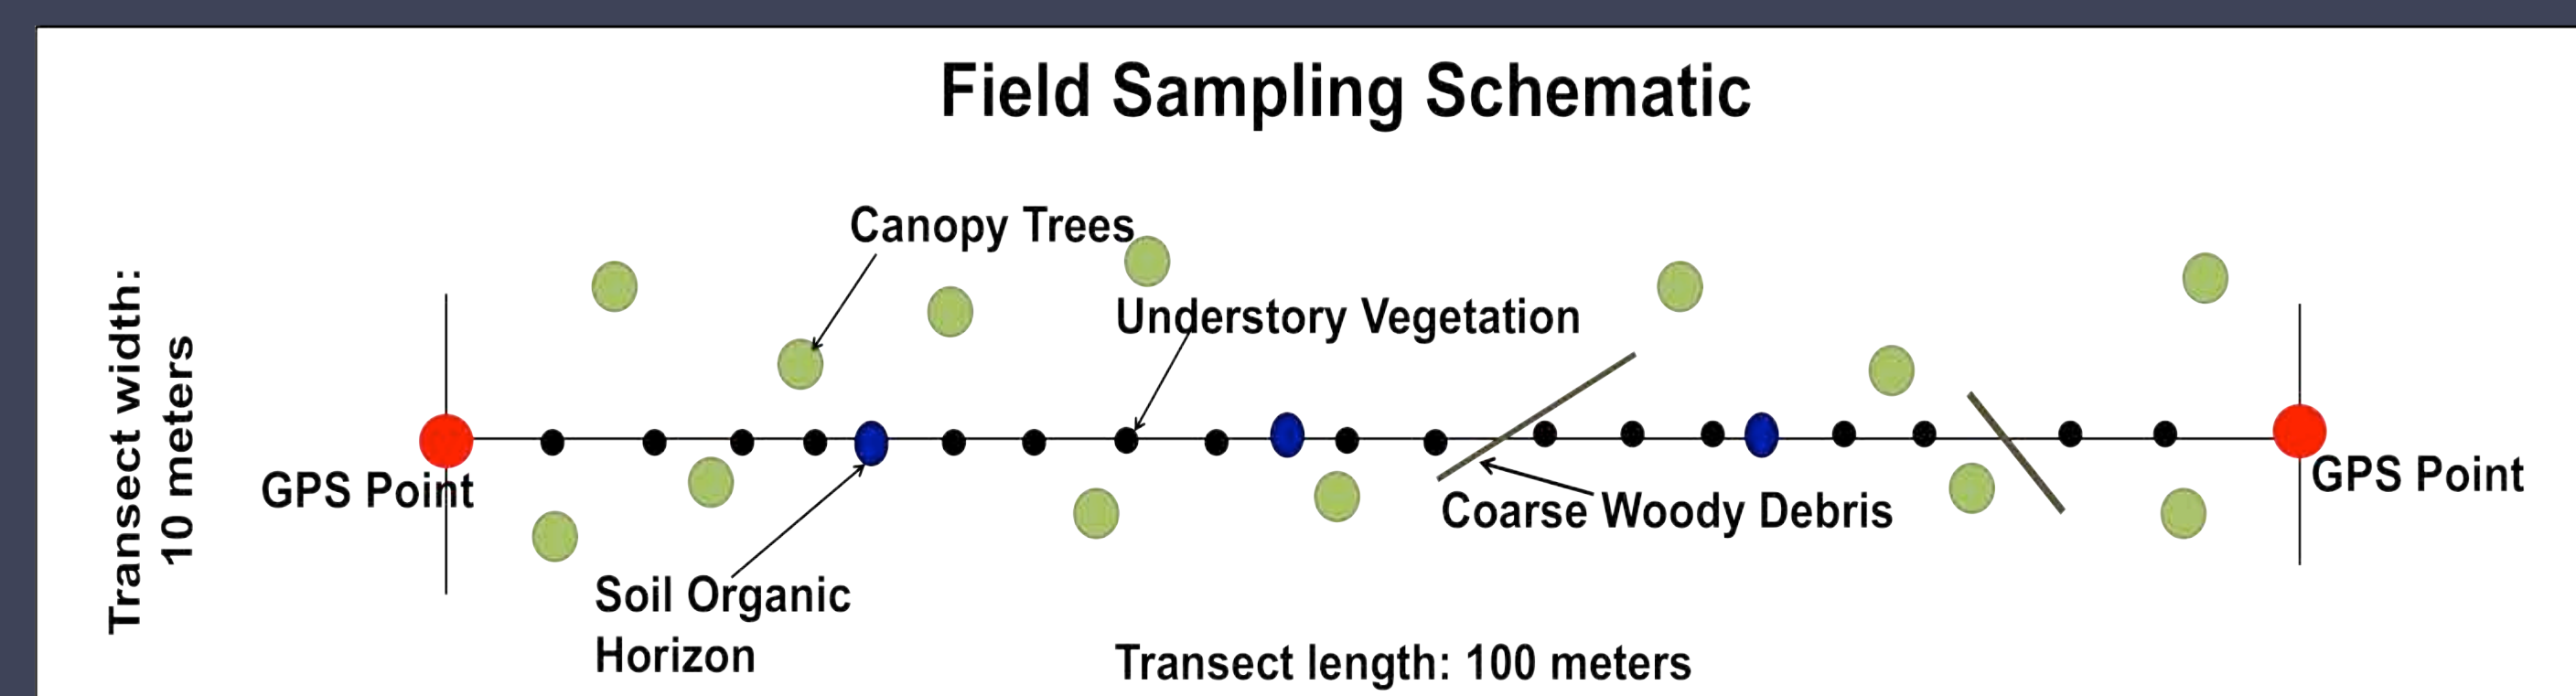 Field Sampling Schematic
Canopy Trees
Understory Vegetation
Transect width:
10 meters
GPS Point
GPS Point
Coarse Woody Debris
Soil Organic
Horizon
Transect length: 100 meters